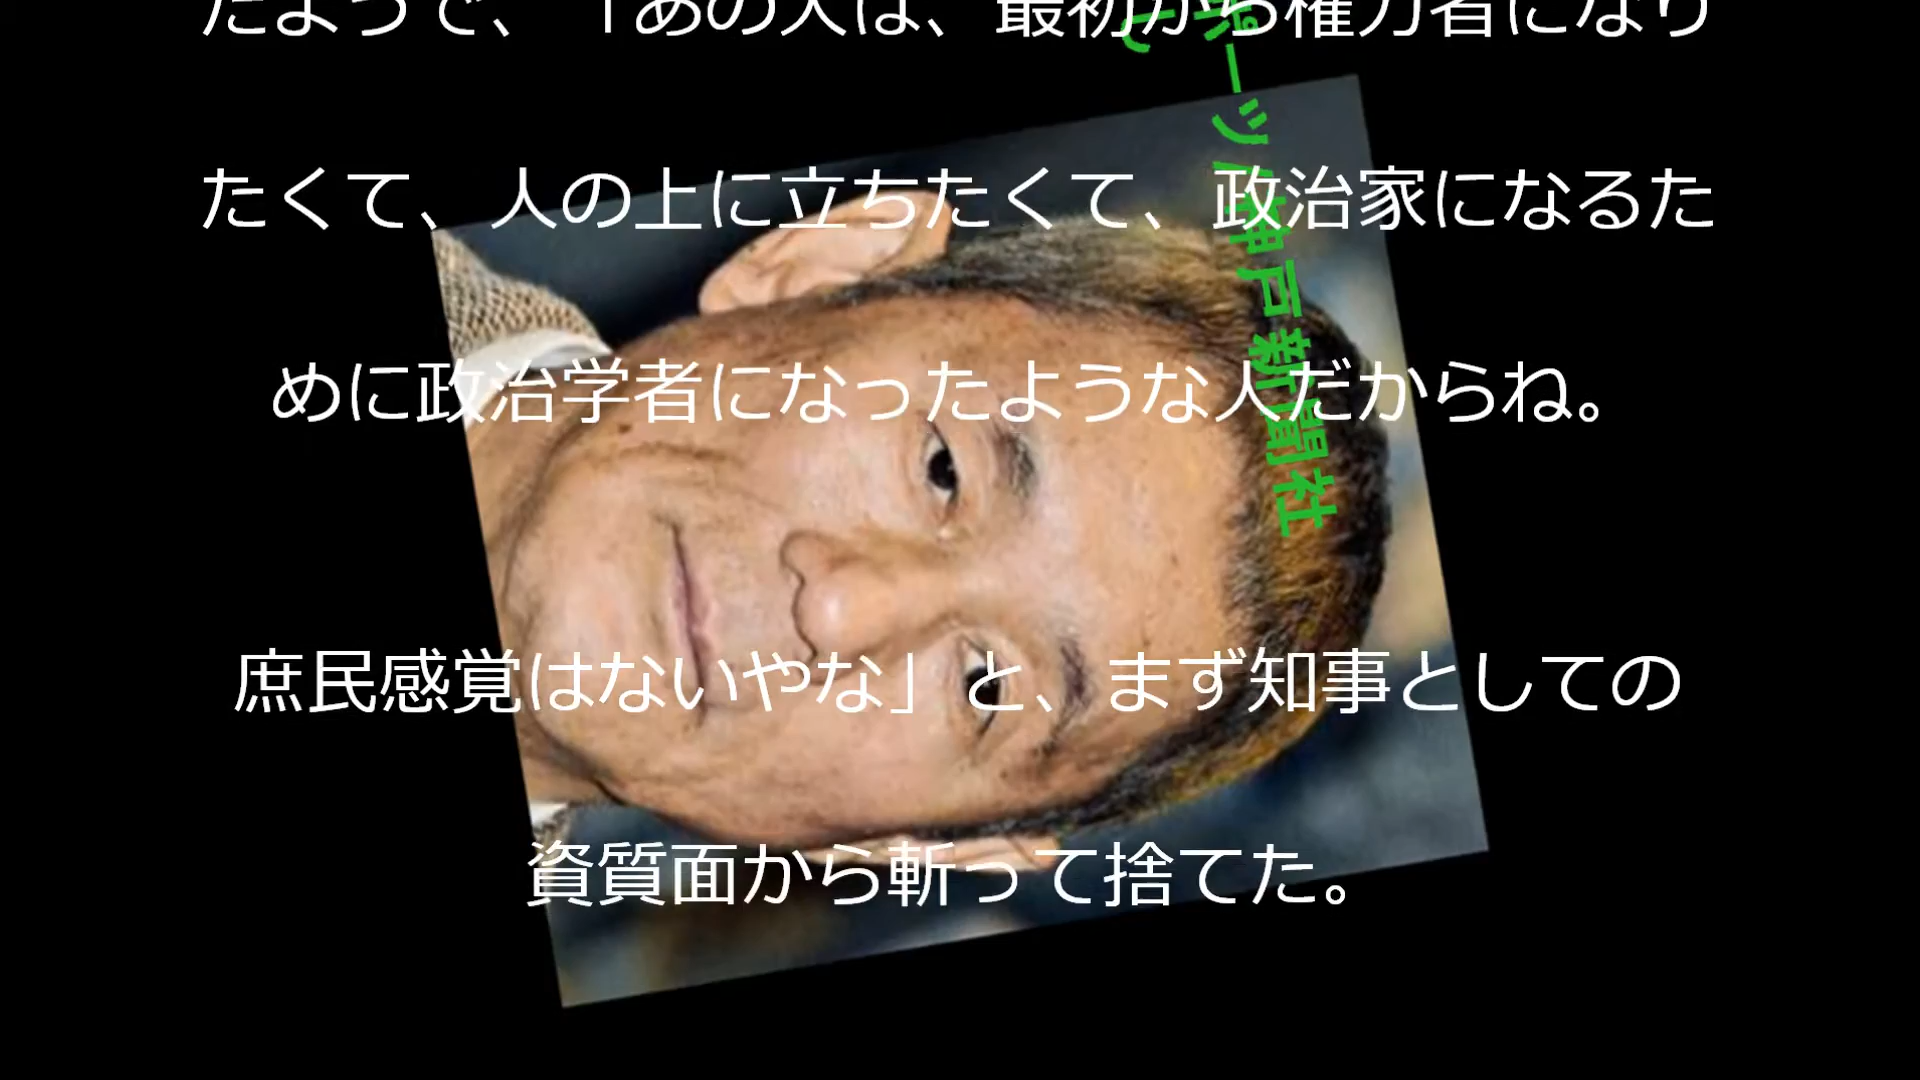 たようで、「あの人は、最初から権力者になり
たくて、人の上に立ちたくて、政治家になるた
めに政治学者になったような人だからね。
庶民感覚はないやな」と、まず知事としての
資質面から斬って捨てた。
ポーツ/神戸新聞社
し